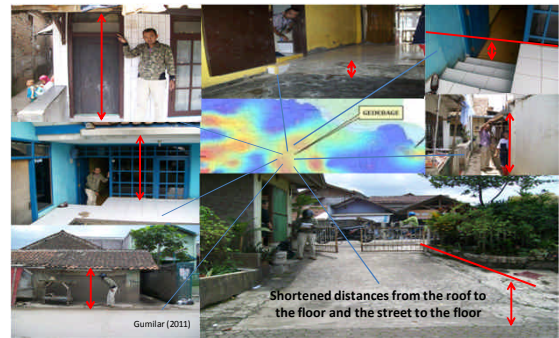 GEDEBAGE
Shortened distances from the roof to
the floor and the street to the floor
Gumilar (2011)